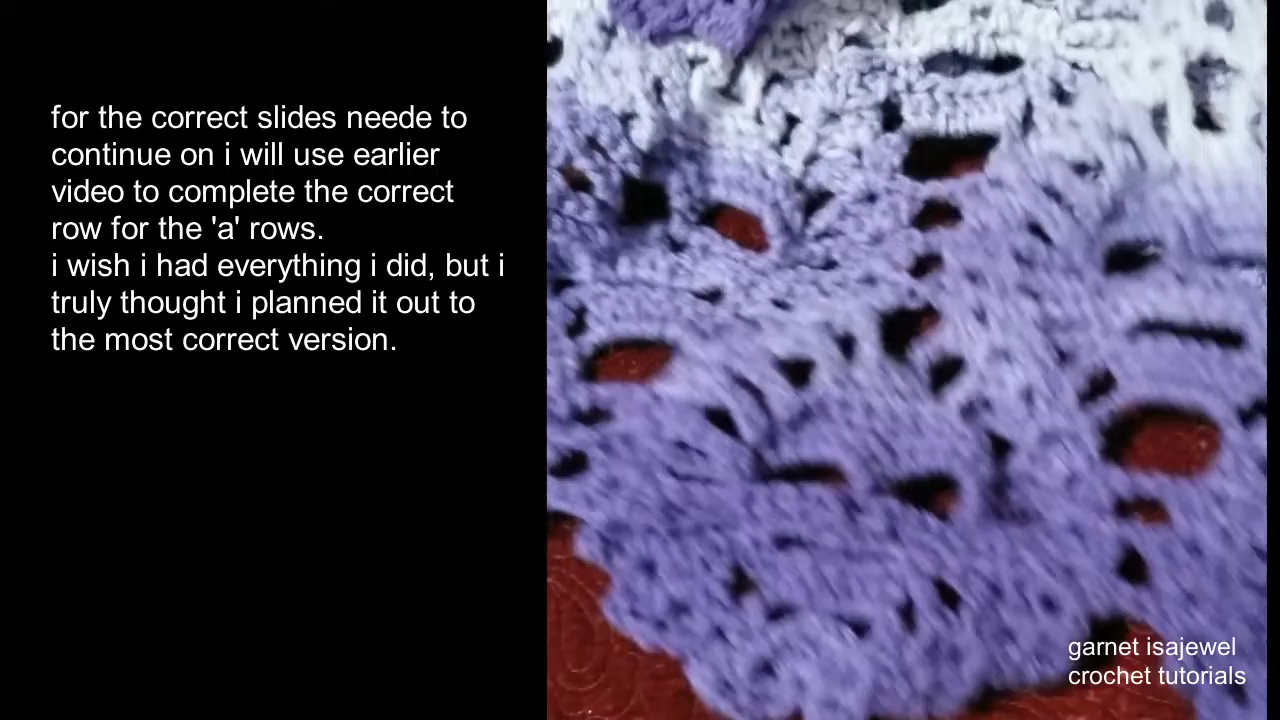 for the correct slides neede to
continue on i will use earlier
video to complete the correct
row for the 'a' rows.
i wish i had everything i did, but i
truly thought i planned it out to
the most correct version.
garnet isajewel
crochet tutorials